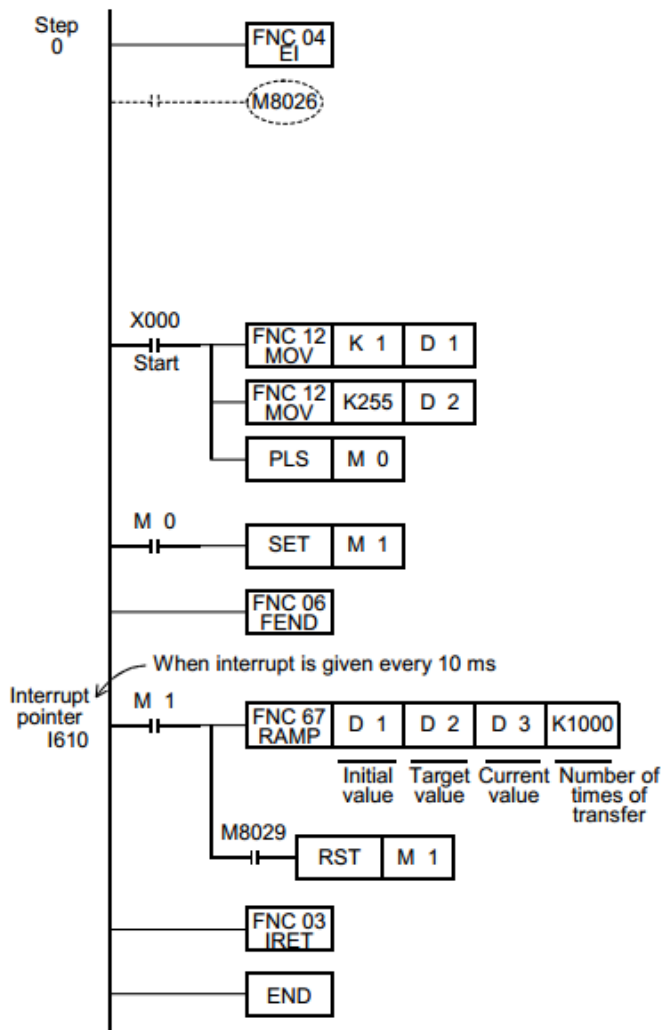 Step
0
FNC 04
EI
M8026
X000
Start
FNC 12
MOV
K 1
D 1
FNC 12
MOV
K255
D 2
PLS
M 0
M 0
SET
M 1
FNC 06
FEND
When interrupt is given every 10 ms
Interrupt
pointer
I610
M 1
FNC 67
RAMP
D 1
D 2
D 3
K1000
Initial
value
Target
value
Current
value
Number of
times of
transfer
M8029
RST
M 1
FNC 03
IRET
END